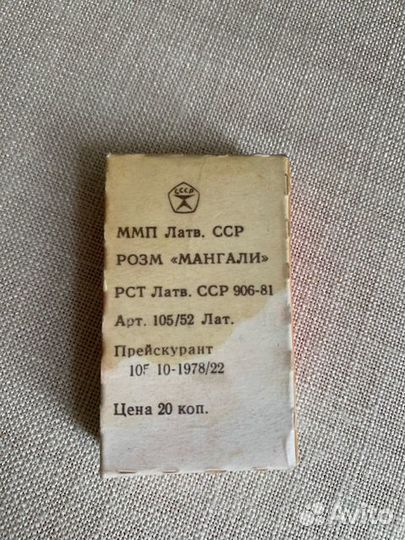 СССР
ММП Латв. ССР
РОЗМ «МАНГАЛИ»
РСТ Латв. ССР 906-81
Арт. 105/52 Лат.
Прейскурант
10-1978/22
Цена 20 коп.
Avito